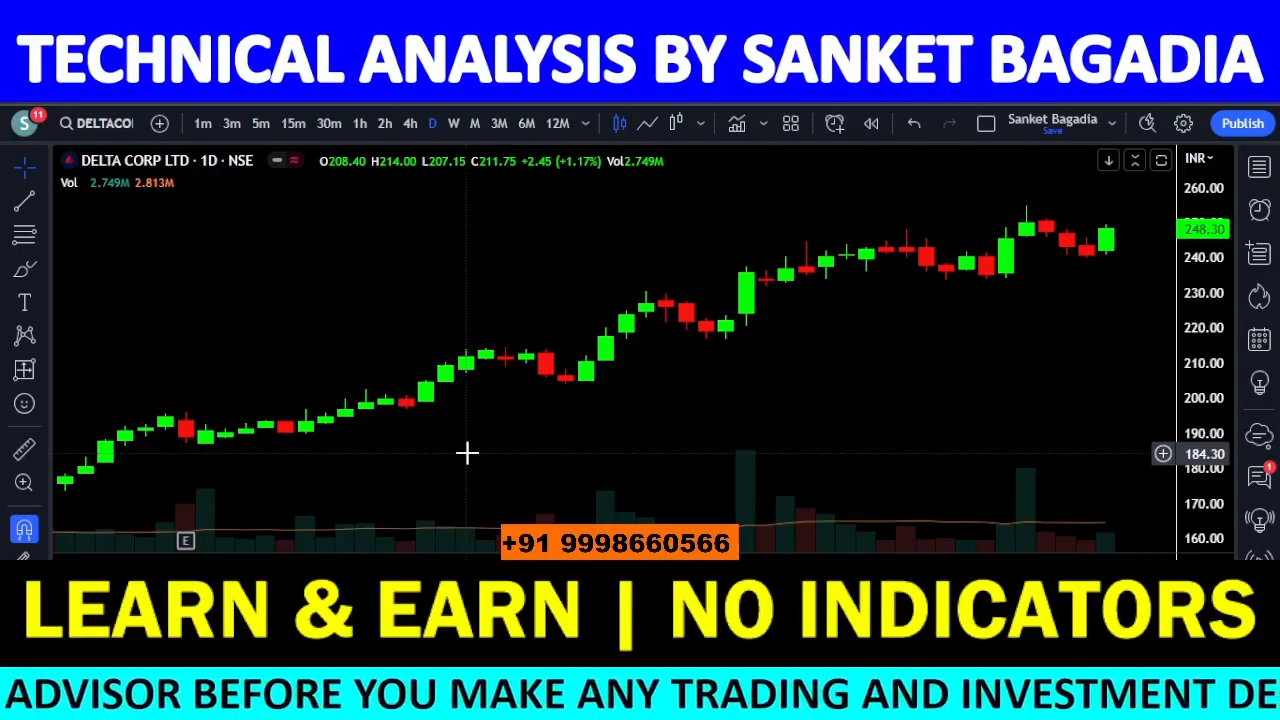 TECHNICAL ANALYSIS BY SANKET BAGADIA
S 11 DELTACO 1m 3m 5m 15m 30m 1h 2h 4h D W M 3M 6M 12M Sanket Bagadia Save Publish
DELTA CORP LTD · 1D · NSE O208.40 H214.00 L207.15 C211.75 +2.45 (+1.17%) Vol2.749M INR
Vol 2.749M 2.813M
260.00
248.30
240.00
230.00
220.00
210.00
200.00
190.00
184.30
180.00
170.00
160.00
E
1
+91 9998660566
LEARN & EARN | NO INDICATORS
ADVISOR BEFORE YOU MAKE ANY TRADING AND INVESTMENT DE